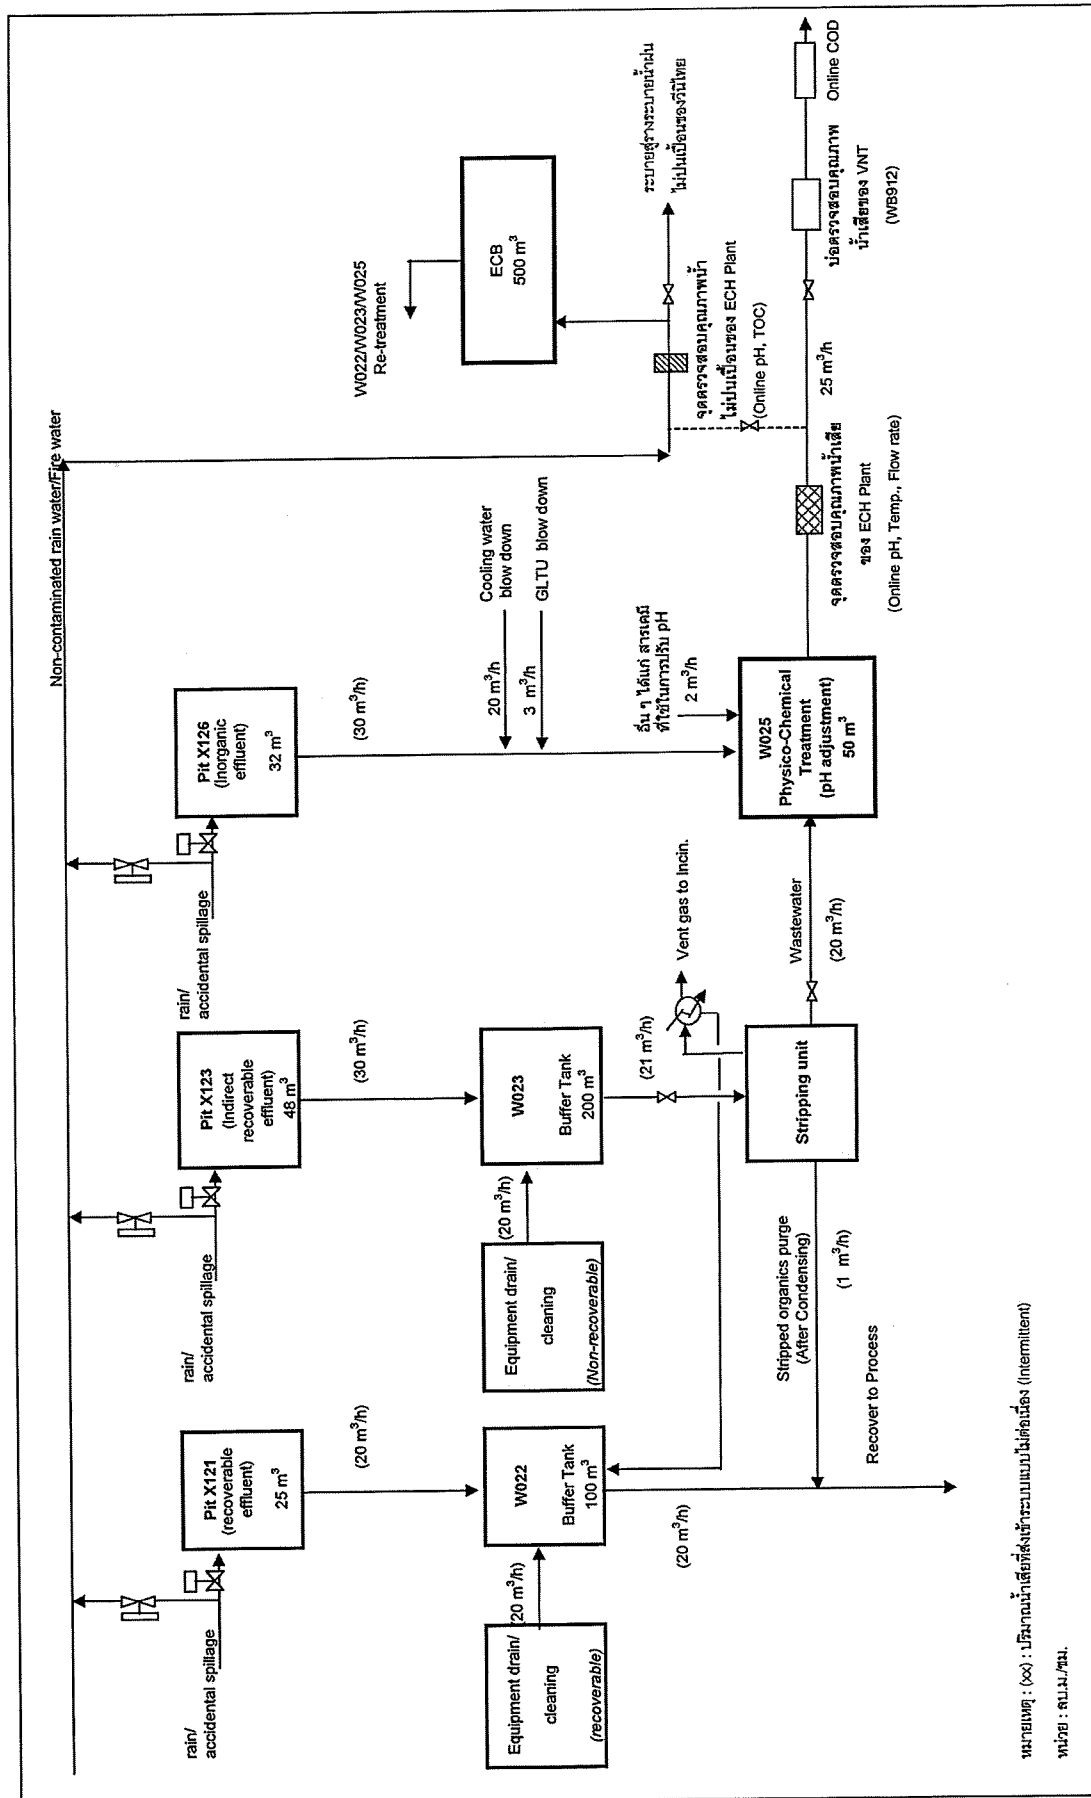 Non-contaminated rain water/Fire water
rain/
accidental spillage
rain/
accidental spillage
rain/
accidental spillage
Pit X121
(recoverable
effluent)
25 m³
Pit X123
(Indirect
recoverable
effluent)
48 m³
Pit X126
(Inorganic
effluent)
32 m³
W022/W023/W025
Re-treatment
ECB
500 m³
(20 m³/h)
(30 m³/h)
(30 m³/h)
Cooling water
blow down
20 m³/h
GLTU blow down
3 m³/h
ระบายสู่รางระบายน้ำฝน
ไม่ปนเปื้อนของวีนิไทย
จุดตรวจสอบคุณภาพน้ำ
ไม่ปนเปื้อนของ ECH Plant
(Online pH, TOC)
Equipment drain/
cleaning
(recoverable)
(20 m³/h)
W022
Buffer Tank
100 m³
Equipment drain/
cleaning
(Non-recoverable)
(20 m³/h)
W023
Buffer Tank
200 m³
(20 m³/h)
(21 m³/h)
Vent gas to Incin.
อื่น ๆ ได้แก่ สารเคมี
ที่ใช้ในการปรับ pH
2 m³/h
Stripping unit
Wastewater
(20 m³/h)
W025
Physico-Chemical
Treatment
(pH adjustment)
50 m³
25 m³/h
จุดตรวจสอบคุณภาพน้ำเสีย
ของ ECH Plant
(Online pH, Temp., Flow rate)
บ่อตรวจสอบคุณภาพ
น้ำเสียของ VNT
(WB912)
Online COD
Stripped organics purge
(After Condensing)
(1 m³/h)
Recover to Process
หมายเหตุ : (xx) : ปริมาณน้ำเสียที่ส่งเข้าระบบแบบไม่ต่อเนื่อง (Intermittent)
หน่วย : ลบ.ม./ชม.